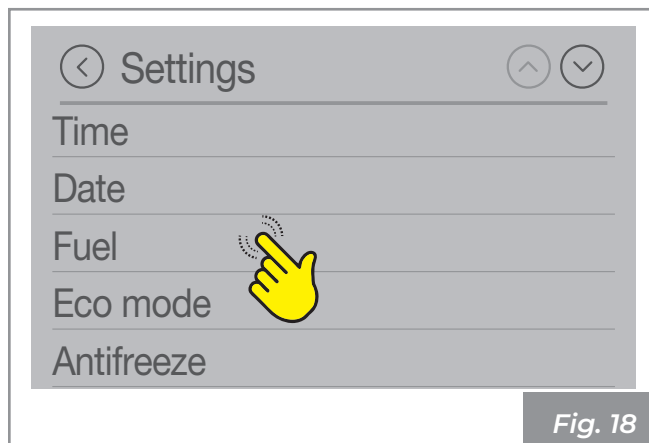 Settings
Time
Date
Fuel
Eco mode
Antifreeze
Fig. 18